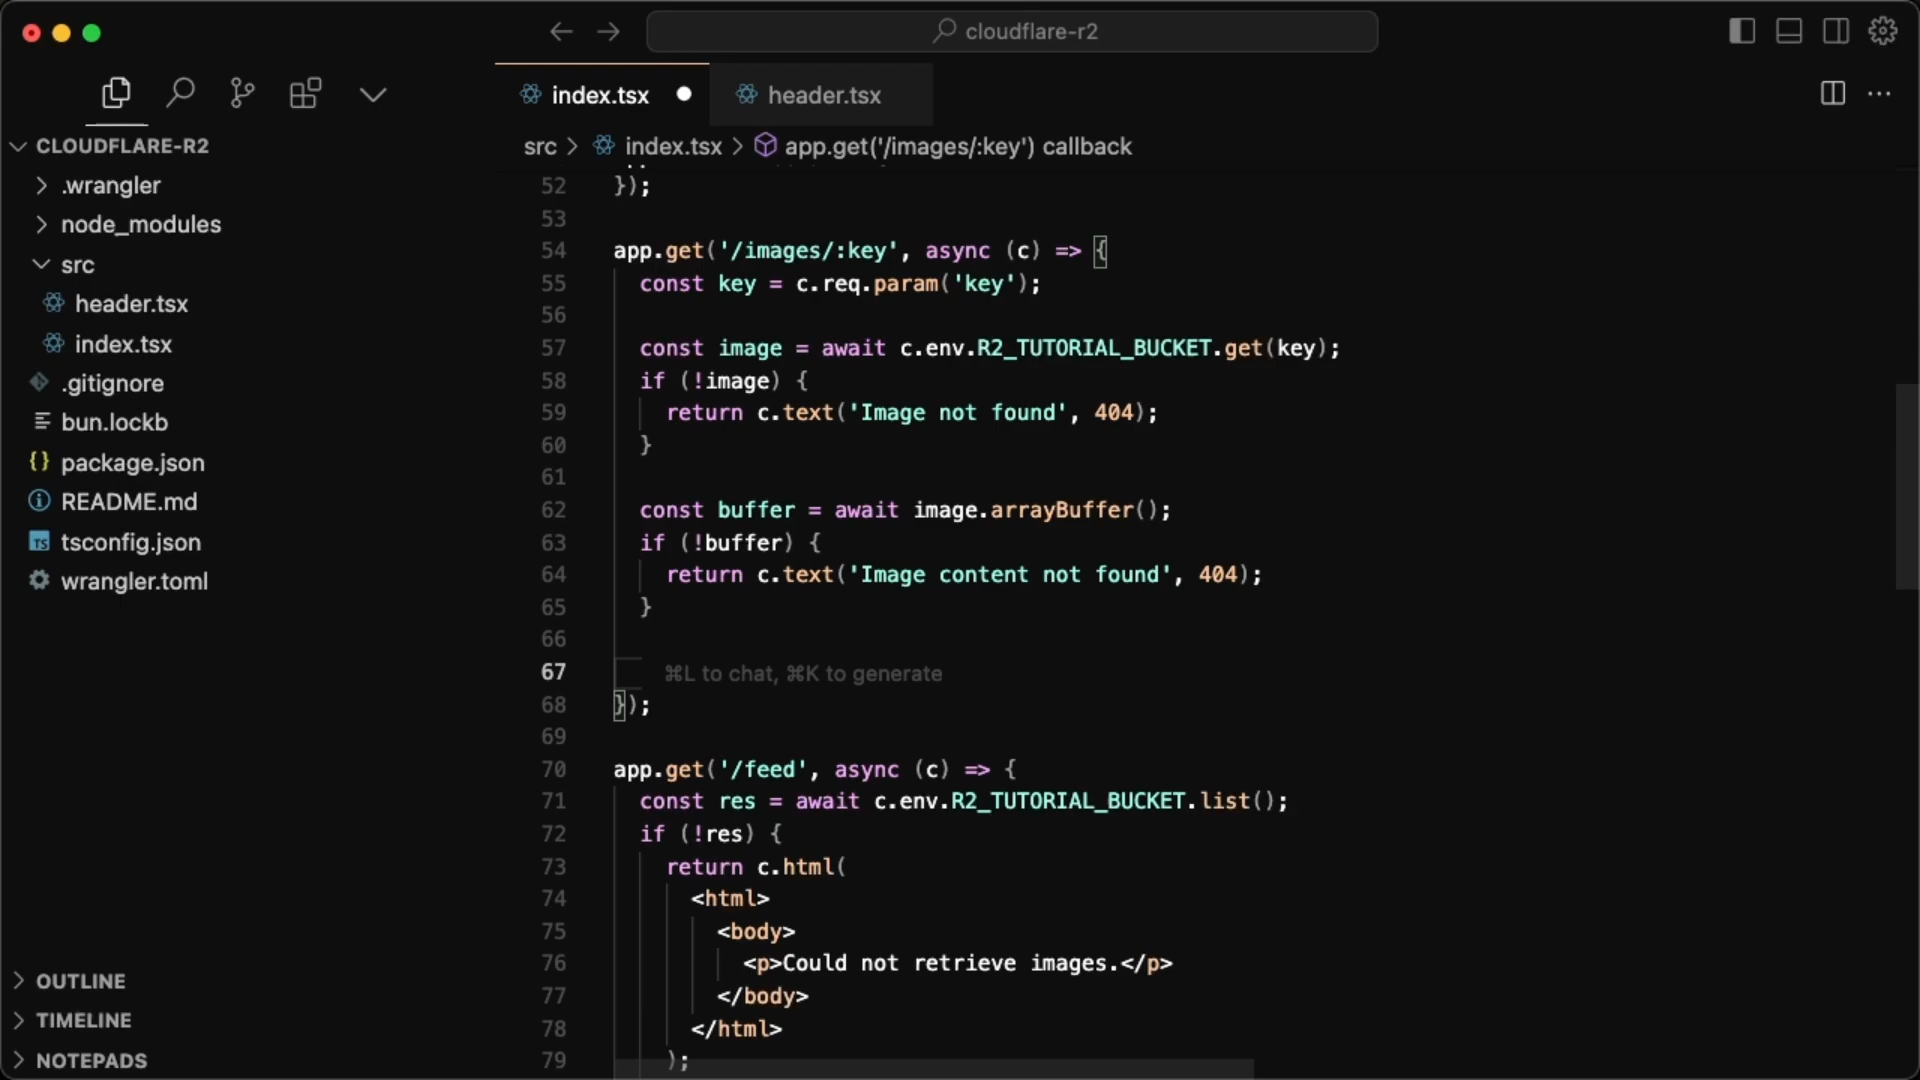 cloudflare-r2
index.tsx
header.tsx
src > index.tsx > app.get('/images/:key') callback
CLOUDFLARE-R2
.wrangler
node_modules
src
header.tsx
index.tsx
.gitignore
bun.lockb
package.json
README.md
TS tsconfig.json
wrangler.toml
OUTLINE
TIMELINE
NOTEPADS
52 });
53
54 app.get('/images/:key', async (c) => {
55 const key = c.req.param('key');
56
57 const image = await c.env.R2_TUTORIAL_BUCKET.get(key);
58 if (!image) {
59 return c.text('Image not found', 404);
60 }
61
62 const buffer = await image.arrayBuffer();
63 if (!buffer) {
64 return c.text('Image content not found', 404);
65 }
66
67 ⌘L to chat, ⌘K to generate
68 });
69
70 app.get('/feed', async (c) => {
71 const res = await c.env.R2_TUTORIAL_BUCKET.list();
72 if (!res) {
73 return c.html(
74 <html>
75 <body>
76 <p>Could not retrieve images.</p>
77 </body>
78 </html>
79 );